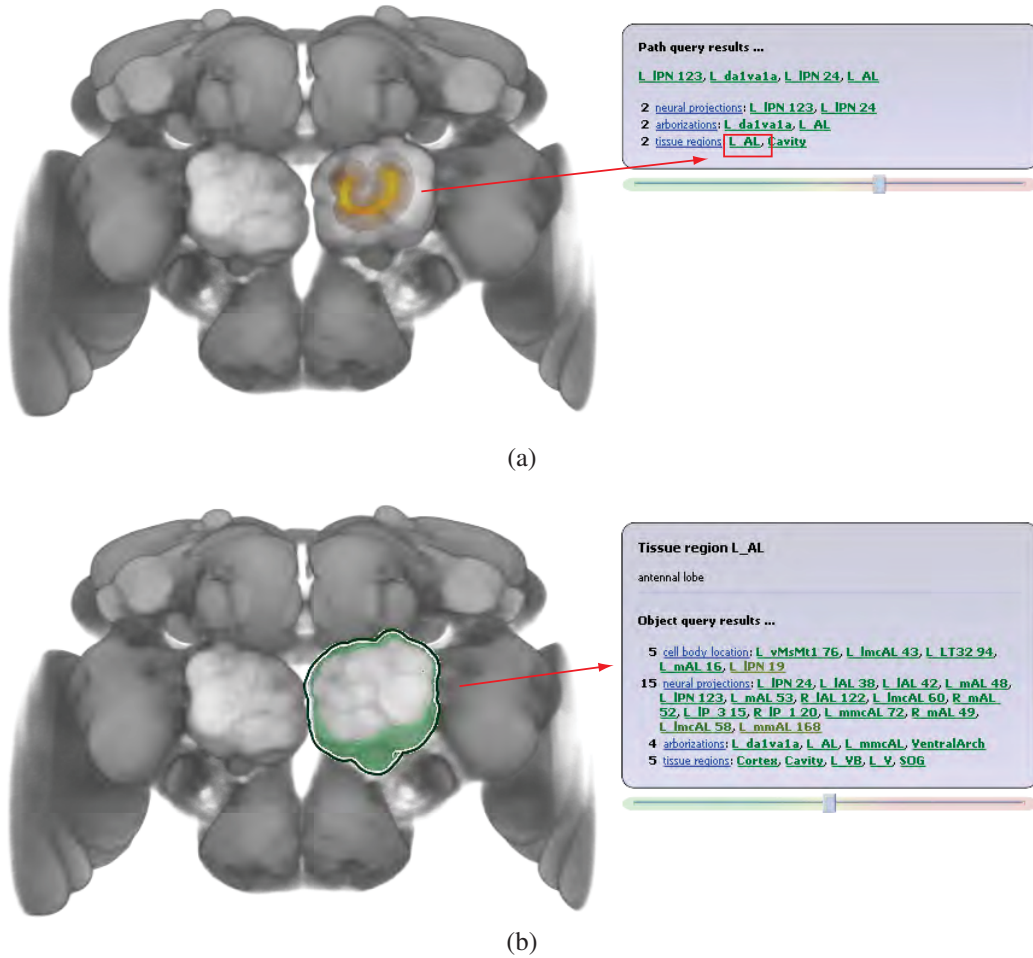 Path query results ...
L_lPN 123, L_da1va1a, L_lPN 24, L_AL
2 neural projections: L_lPN 123, L_lPN 24
2 arborizations: L_da1va1a, L_AL
2 tissue regions: L_AL, Cavity
(a)
Tissue region L_AL
antennal lobe
Object query results ...
5 cell body location: L_vMsMt1 76, L_lmcAL 43, L_LT32 94,
L_mAL 16, L_lPN 19
15 neural projections: L_lPN 24, L_lAL 38, L_lAL 42, L_mAL 48,
L_lPN 123, L_mAL 53, R_lAL 122, L_lmcAL 60, R_mAL
52, L_lP_3 15, R_lP_1 20, L_mmcAL 72, R_mAL 49,
L_lmcAL 58, L_mmAL 168
4 arborizations: L_da1va1a, L_AL, L_mmcAL, VentralArch
5 tissue regions: Cortex, Cavity, L_VB, L_V, SOG
(b)